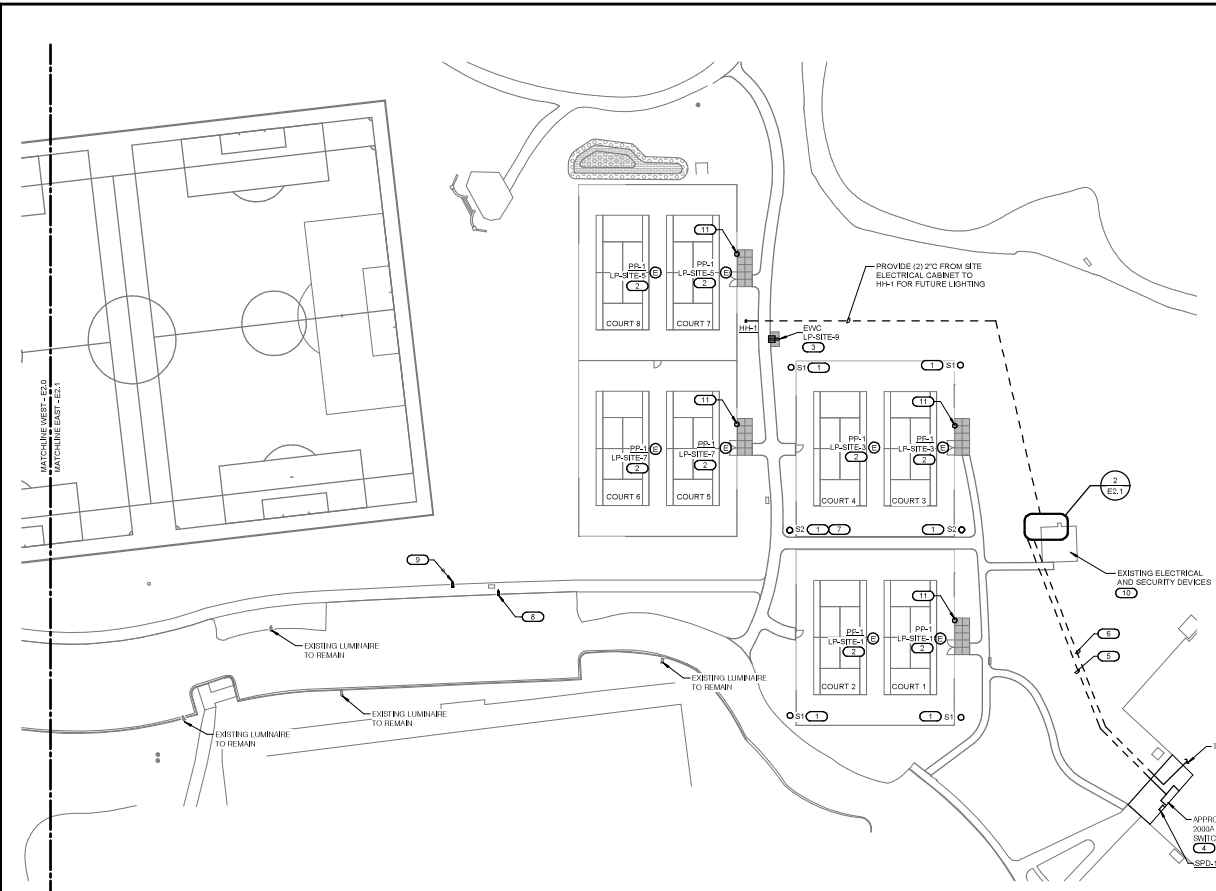 11
PP-1
LP-SITE-5
E
2
PP-1
LP-SITE-5
E
2
COURT 8
COURT 7
PROVIDE (2) 2"C FROM SITE
ELECTRICAL CABINET TO
HH-1 FOR FUTURE LIGHTING
HH-1
EWC
LP-SITE-9
3
S1 1
1 S1
MATCHLINE WEST - E2.0
MATCHLINE EAST - E2.1
11
PP-1
LP-SITE-7
E
2
PP-1
LP-SITE-7
E
2
COURT 6
COURT 5
11
PP-1
LP-SITE-3
E
2
PP-1
LP-SITE-3
E
2
COURT 4
COURT 3
2
E2.1
S2 1 7
1 S2
9
8
EXISTING ELECTRICAL
AND SECURITY DEVICES
10
11
PP-1
LP-SITE-1
E
2
PP-1
LP-SITE-1
E
2
COURT 2
COURT 1
6
5
EXISTING LUMINAIRE
TO REMAIN
EXISTING LUMINAIRE
TO REMAIN
EXISTING LUMINAIRE
TO REMAIN
EXISTING LUMINAIRE
TO REMAIN
S1 1
1 S1
APPRO
2000A
SWITC
4
SPD-1